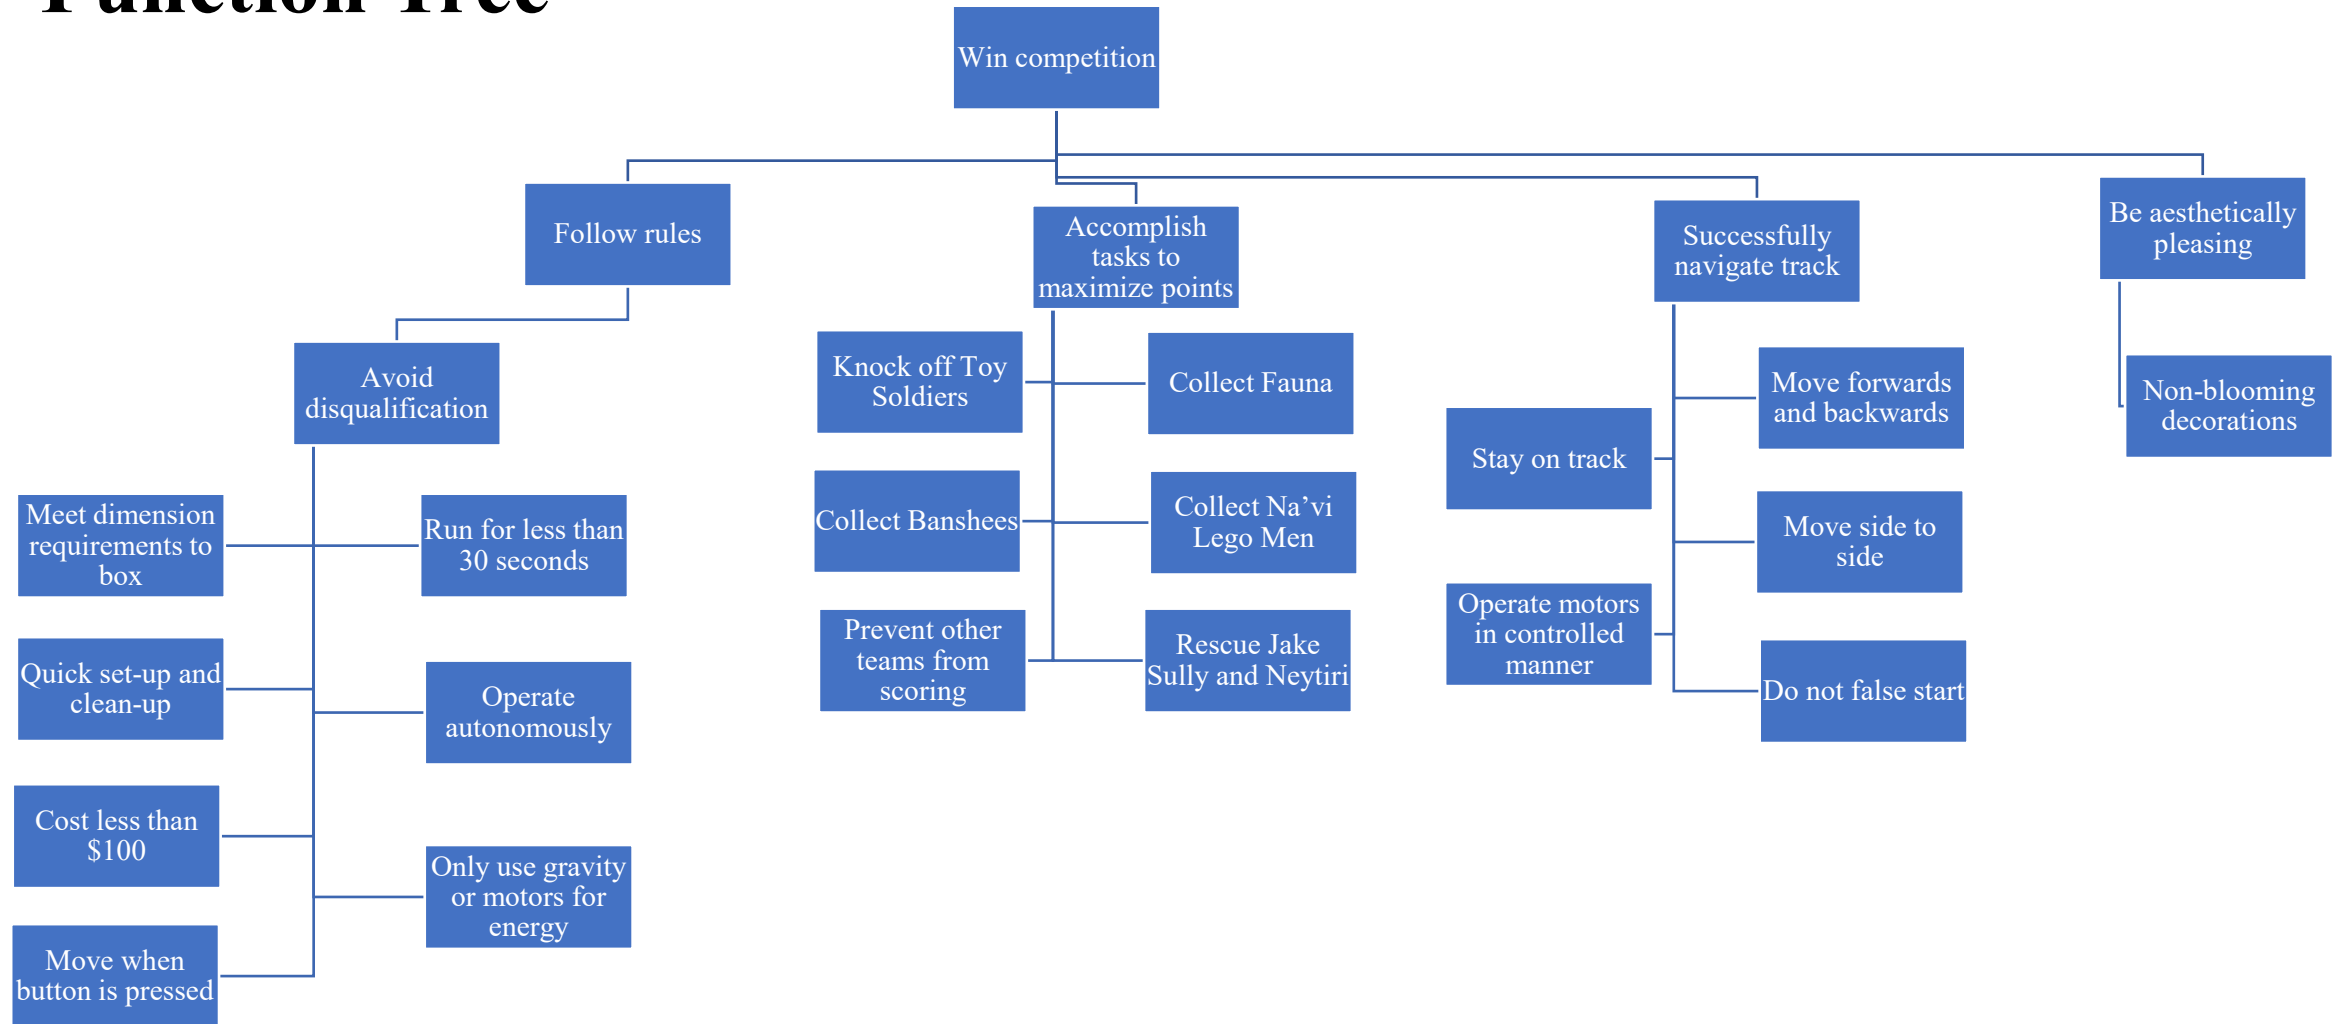 Function Tree
Win competition
Follow rules
Accomplish
tasks to
maximize points
Successfully
navigate track
Be aesthetically
pleasing
Avoid
disqualification
Meet dimension
requirements to
box
Run for less than
30 seconds
Quick set-up and
clean-up
Operate
autonomously
Cost less than
$100
Only use gravity
or motors for
energy
Move when
button is pressed
Knock off Toy
Soldiers
Collect Fauna
Collect Banshees
Collect Na’vi
Lego Men
Prevent other
teams from
scoring
Rescue Jake
Sully and Neytiri
Move forwards
and backwards
Stay on track
Move side to
side
Operate motors
in controlled
manner
Do not false start
Non-blooming
decorations